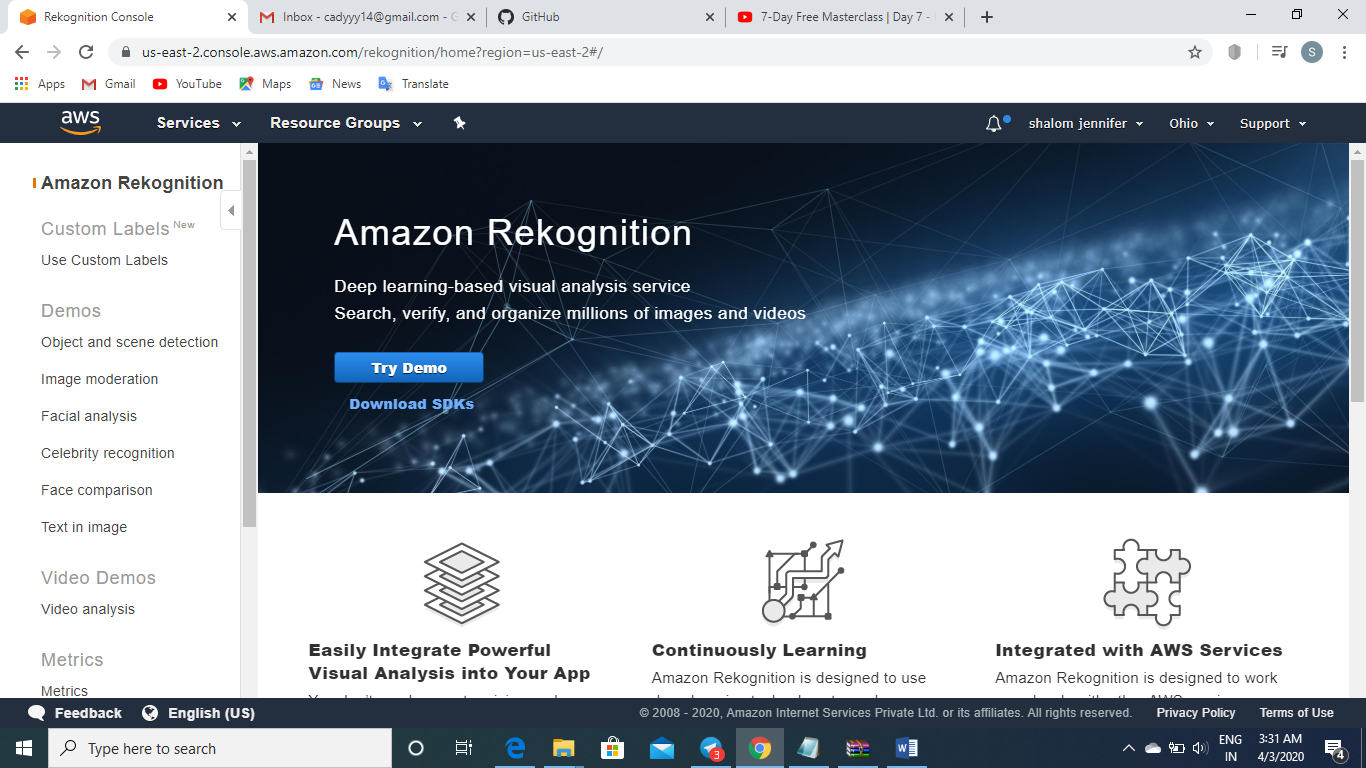 Rekognition Console
Inbox - cadyyy14@gmail.com - G
GitHub
7-Day Free Masterclass | Day 7 -
us-east-2.console.aws.amazon.com/rekognition/home?region=us-east-2#/
S
Apps
Gmail
YouTube
Maps
News
Translate
aws
Services
Resource Groups
shalom jennifer
Ohio
Support
Amazon Rekognition
Custom Labels New
Use Custom Labels
Demos
Object and scene detection
Image moderation
Facial analysis
Celebrity recognition
Face comparison
Text in image
Video Demos
Video analysis
Metrics
Metrics
Amazon Rekognition
Deep learning-based visual analysis service
Search, verify, and organize millions of images and videos
Try Demo
Download SDKs
Easily Integrate Powerful
Visual Analysis into Your App
Continuously Learning
Amazon Rekognition is designed to use
Integrated with AWS Services
Amazon Rekognition is designed to work
Feedback
English (US)
© 2008 - 2020, Amazon Internet Services Private Ltd. or its affiliates. All rights reserved.
Privacy Policy
Terms of Use
Type here to search
3
ENG
IN
3:31 AM
4/3/2020
4